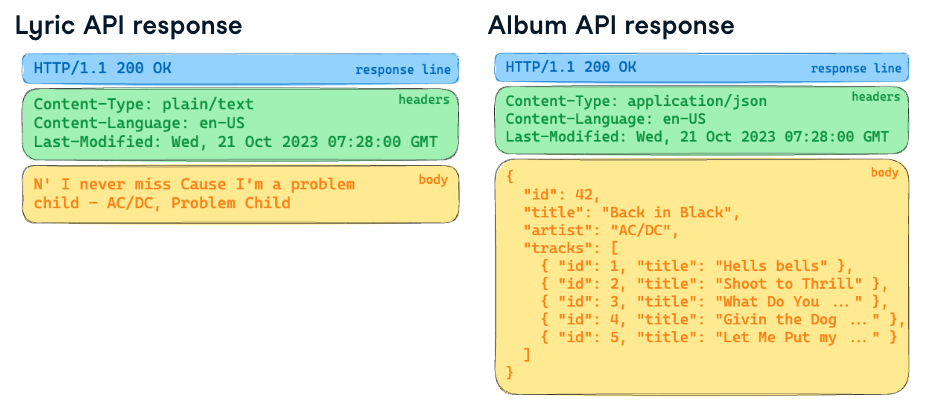 Lyric API response
HTTP/1.1 200 OK response line
Content-Type: plain/text headers
Content-Language: en-US
Last-Modified: Wed, 21 Oct 2023 07:28:00 GMT
N' I never miss Cause I'm a problem body
child - AC/DC, Problem Child
Album API response
HTTP/1.1 200 OK response line
Content-Type: application/json headers
Content-Language: en-US
Last-Modified: Wed, 21 Oct 2023 07:28:00 GMT
{ body
"id": 42,
"title": "Back in Black",
"artist": "AC/DC",
"tracks": [
{ "id": 1, "title": "Hells bells" },
{ "id": 2, "title": "Shoot to Thrill" },
{ "id": 3, "title": "What Do You ..." },
{ "id": 4, "title": "Givin the Dog ..." },
{ "id": 5, "title": "Let Me Put my ..." }
]
}